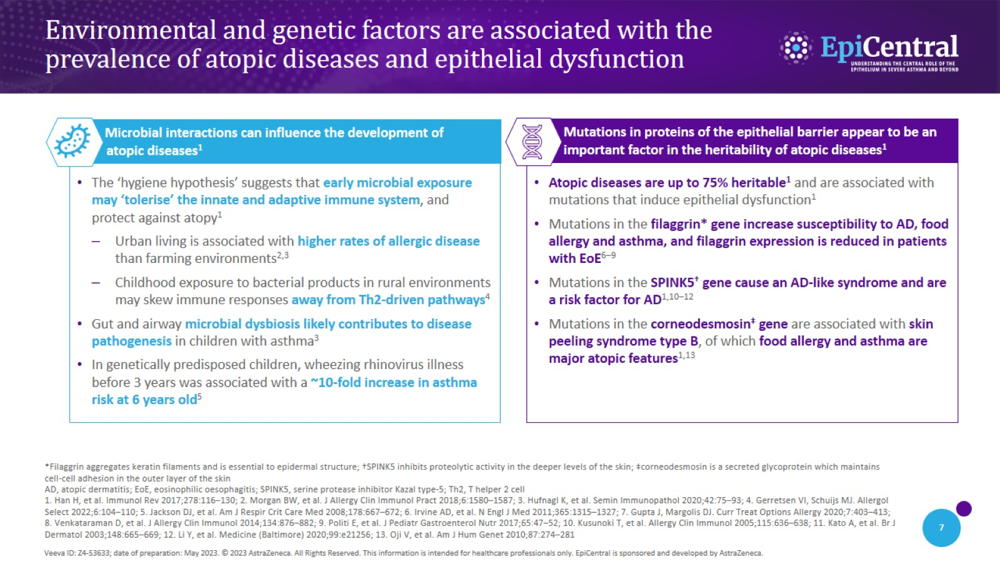 Environmental and genetic factors are associated with the
prevalence of atopic diseases and epithelial dysfunction
EpiCentral
UNDERSTANDING THE CENTRAL ROLE OF THE
EPITHELIUM IN SEVERE ASTHMA AND BEYOND
Microbial interactions can influence the development of
atopic diseases¹
• The ‘hygiene hypothesis’ suggests that early microbial exposure
may ‘tolerise’ the innate and adaptive immune system, and
protect against atopy¹
– Urban living is associated with higher rates of allergic disease
than farming environments²,³
– Childhood exposure to bacterial products in rural environments
may skew immune responses away from Th2-driven pathways⁴
• Gut and airway microbial dysbiosis likely contributes to disease
pathogenesis in children with asthma³
• In genetically predisposed children, wheezing rhinovirus illness
before 3 years was associated with a ~10-fold increase in asthma
risk at 6 years old⁵
Mutations in proteins of the epithelial barrier appear to be an
important factor in the heritability of atopic diseases¹
• Atopic diseases are up to 75% heritable¹ and are associated with
mutations that induce epithelial dysfunction¹
• Mutations in the filaggrin* gene increase susceptibility to AD, food
allergy and asthma, and filaggrin expression is reduced in patients
with EoE⁶⁻⁹
• Mutations in the SPINK5† gene cause an AD-like syndrome and are
a risk factor for AD¹,¹⁰⁻¹²
• Mutations in the corneodesmosin‡ gene are associated with skin
peeling syndrome type B, of which food allergy and asthma are
major atopic features¹,¹³
*Filaggrin aggregates keratin filaments and is essential to epidermal structure; †SPINK5 inhibits proteolytic activity in the deeper levels of the skin; ‡corneodesmosin is a secreted glycoprotein which maintains
cell-cell adhesion in the outer layer of the skin
AD, atopic dermatitis; EoE, eosinophilic oesophagitis; SPINK5, serine protease inhibitor Kazal type-5; Th2, T helper 2 cell
1. Han H, et al. Immunol Rev 2017;278:116–130; 2. Morgan BW, et al. J Allergy Clin Immunol Pract 2018;6:1580–1587; 3. Hufnagl K, et al. Semin Immunopathol 2020;42:75–93; 4. Gerretsen VI, Schuijs MJ. Allergol
Select 2022;6:104–110; 5. Jackson DJ, et al. Am J Respir Crit Care Med 2008;178:667–672; 6. Irvine AD, et al. N Engl J Med 2011;365:1315–1327; 7. Gupta J, Margolis DJ. Curr Treat Options Allergy 2020;7:403–413;
8. Venkataraman D, et al. J Allergy Clin Immunol 2014;134:876–882; 9. Politi E, et al. J Pediatr Gastroenterol Nutr 2017;65:47–52; 10. Kusunoki T, et al. Allergy Clin Immunol 2005;115:636–638; 11. Kato A, et al. Br J
Dermatol 2003;148:665–669; 12. Li Y, et al. Medicine (Baltimore) 2020;99:e21256; 13. Oji V, et al. Am J Hum Genet 2010;87:274–281
7
Veeva ID: Z4-53633; date of preparation: May 2023. © 2023 AstraZeneca. All Rights Reserved. This information is intended for healthcare professionals only. EpiCentral is sponsored and developed by AstraZeneca.